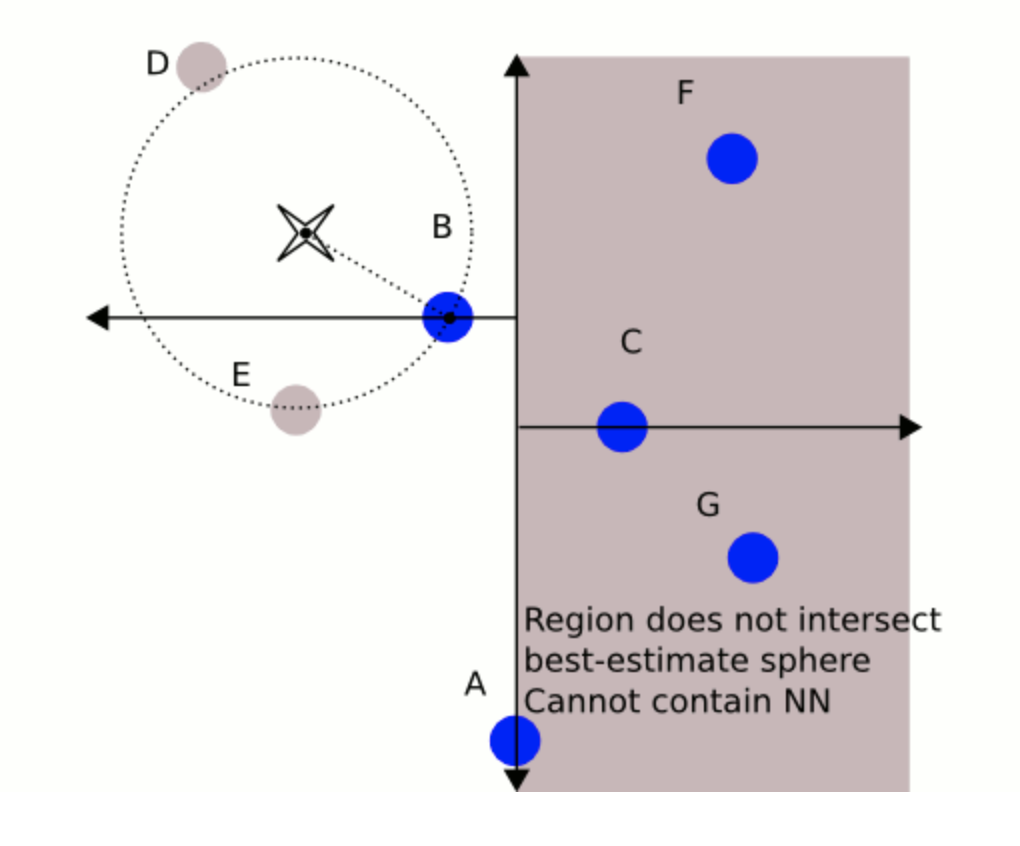 D
F
B
C
E
G
Region does not intersect
best-estimate sphere
A
Cannot contain NN